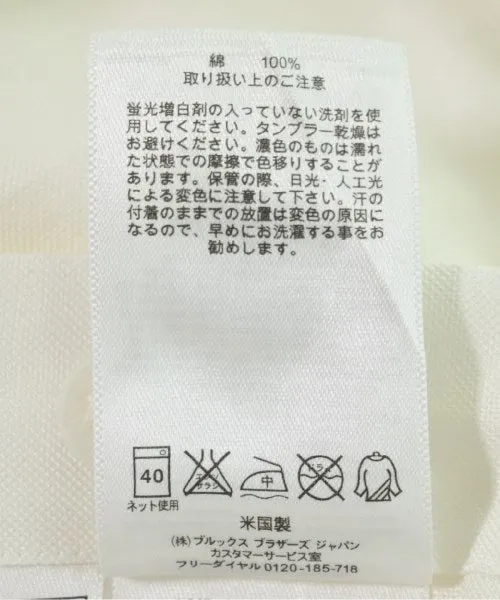 綿 100%
取り扱い上のご注意
蛍光増白剤の入っていない洗剤を使
用してください。タンブラー乾燥は
お避けください。濃色のものは濡れ
た状態での摩擦で色移りすることが
あります。保管の際、日光・人工光
による変色に注意して下さい。汗の
付着のままでの放置は変色の原因に
なるので、早めにお洗濯する事をお
勧めします。
40
エンソ
サラシ
中
ドライ
ネット使用
米国製
(株)ブルックス ブラザーズ ジャパン
カスタマーサービス室
フリーダイヤル 0120-185-718